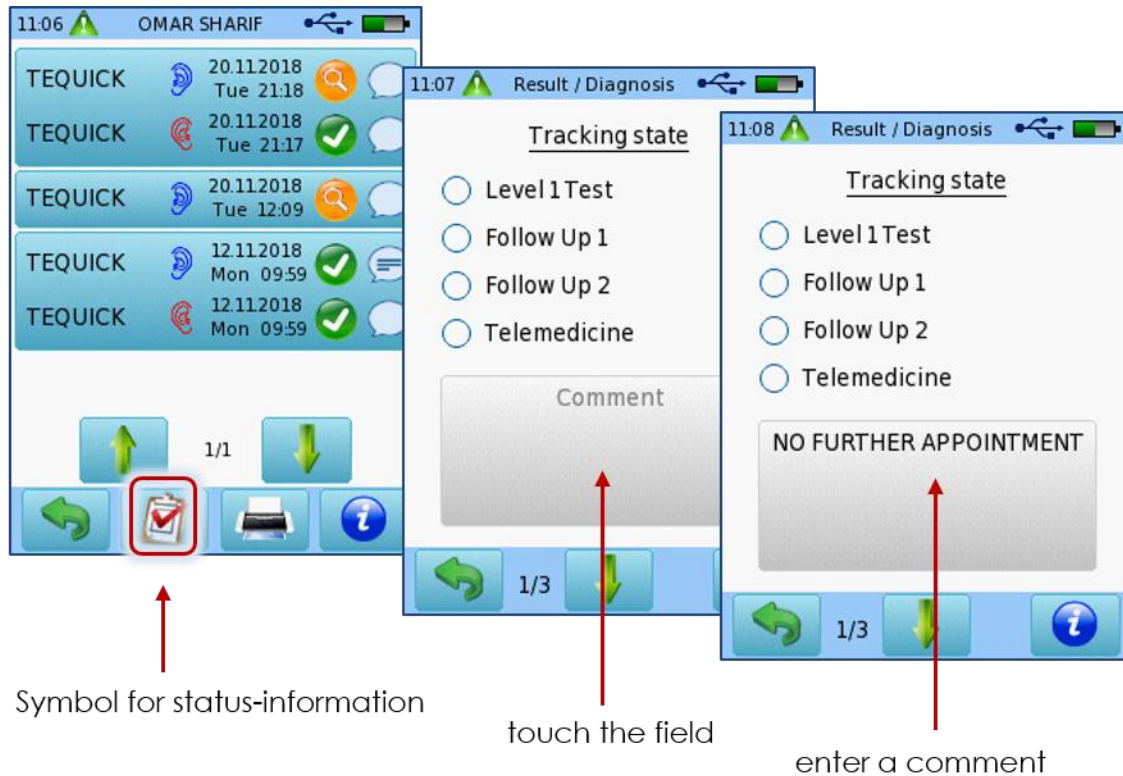 11:06 OMAR SHARIF
TEQUICK 20.11.2018
Tue 21:18
TEQUICK 20.11.2018
Tue 21:17
TEQUICK 20.11.2018
Tue 12:09
TEQUICK 12.11.2018
Mon 09:59
TEQUICK 12.11.2018
Mon 09:59
1/1
i
Symbol for status-information
11:07 Result / Diagnosis
Tracking state
Level 1 Test
Follow Up 1
Follow Up 2
Telemedicine
Comment
1/3
touch the field
11:08 Result / Diagnosis
Tracking state
Level 1 Test
Follow Up 1
Follow Up 2
Telemedicine
NO FURTHER APPOINTMENT
1/3
i
enter a comment